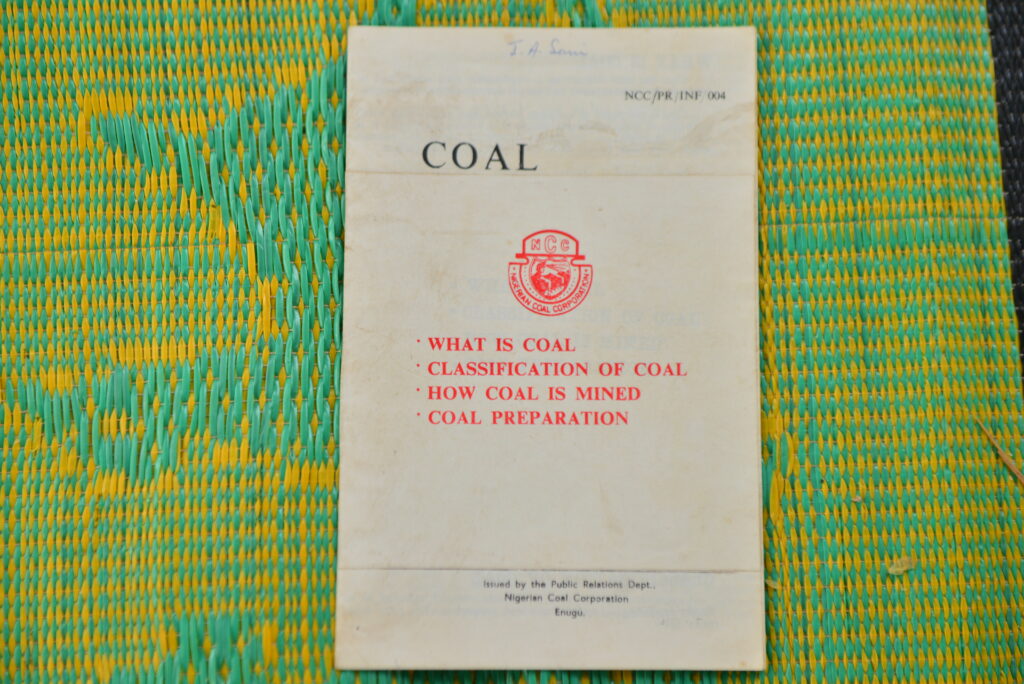 NCC/PR/INF/004
COAL
NCC
NIGERIAN COAL CORPORATION
· WHAT IS COAL
· CLASSIFICATION OF COAL
· HOW COAL IS MINED
· COAL PREPARATION
Issued by the Public Relations Dept.,
Nigerian Coal Corporation
Enugu.